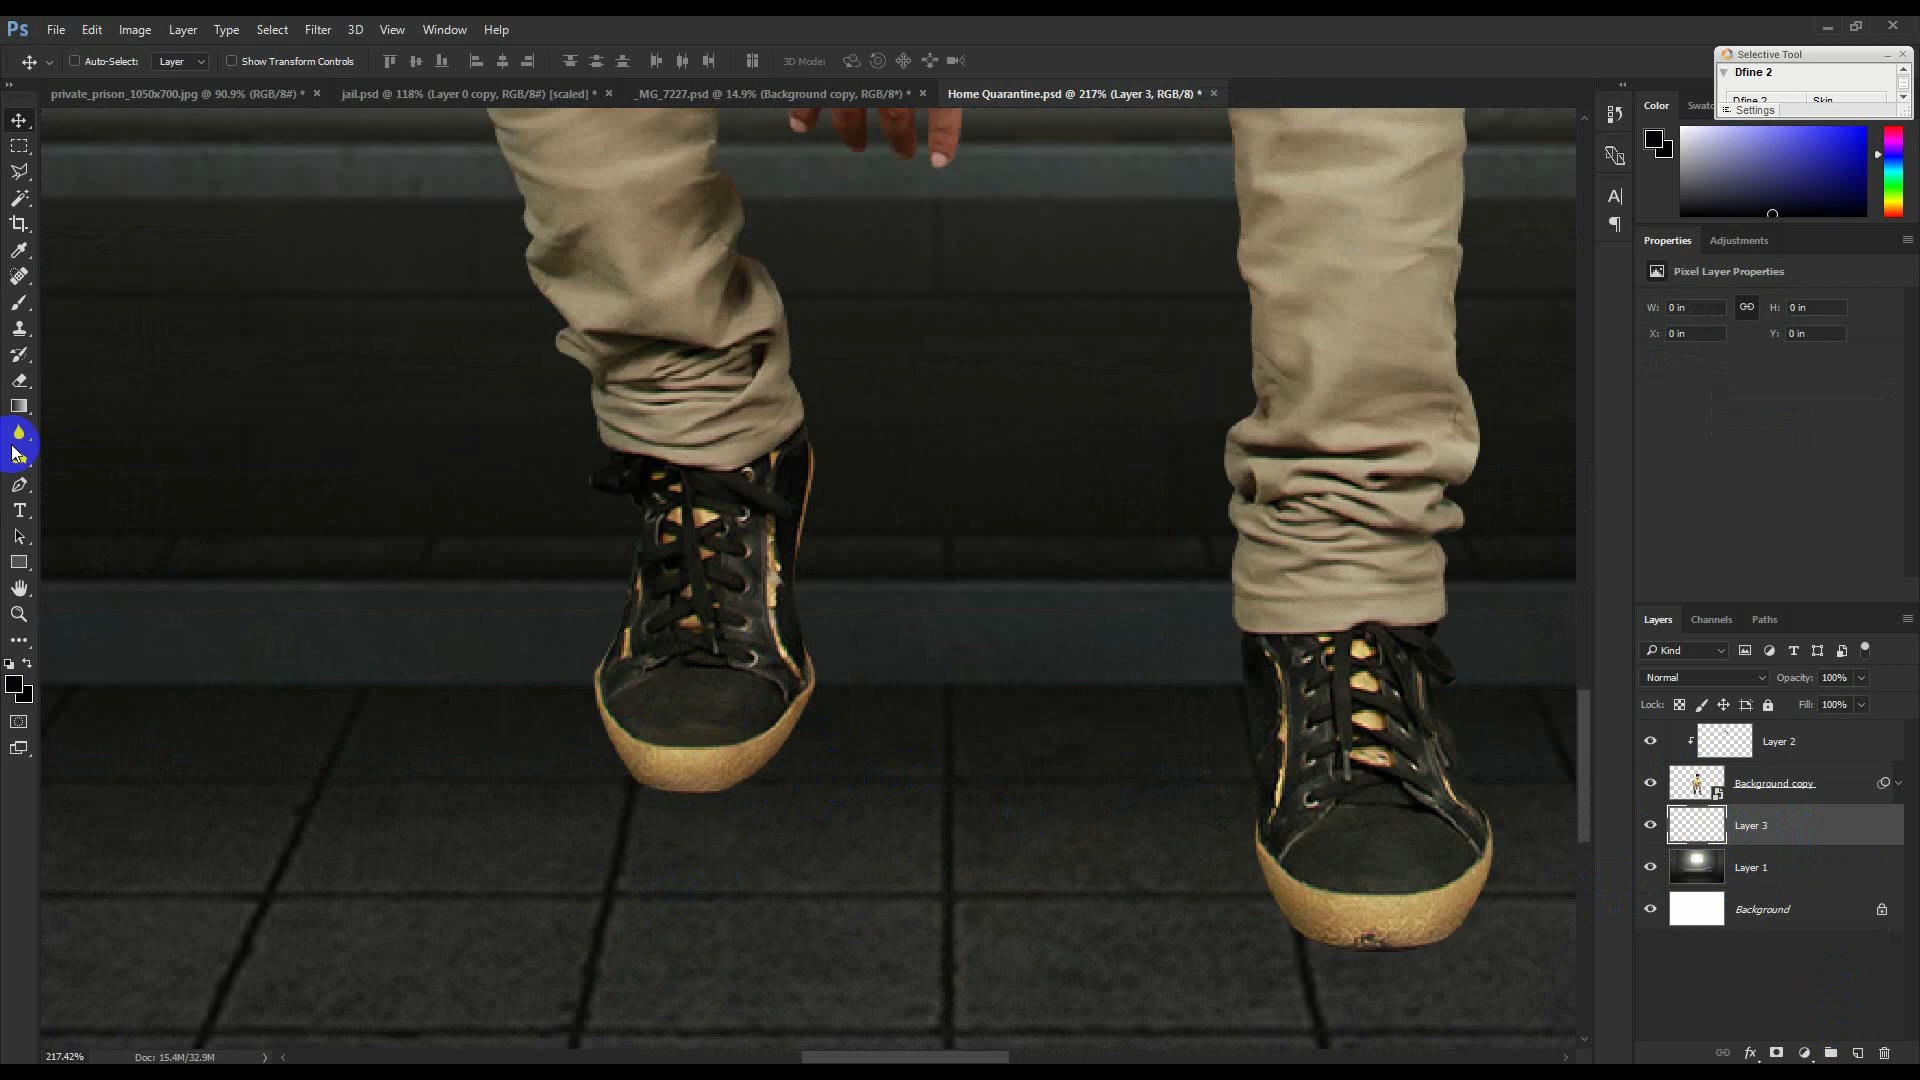 Ps File Edit Image Layer Type Select Filter 3D View Window Help
Auto-Select: Layer Show Transform Controls 3D Mode:
Selective Tool
Dfine 2
Dfine 2 Skin
Settings
private_prison_1050x700.jpg @ 90.9% (RGB/8#) * × jail.psd @ 118% (Layer 0 copy, RGB/8#) [scaled] * × _MG_7227.psd @ 14.9% (Background copy, RGB/8*) * × Home Quarantine.psd @ 217% (Layer 3, RGB/8) * ×
Color
Properties Adjustments
Pixel Layer Properties
W: 0 in H: 0 in
X: 0 in Y: 0 in
Layers Channels Paths
Kind
Normal Opacity: 100%
Lock: Fill: 100%
Layer 2
Background copy
Layer 3
Layer 1
Background
217.42% Doc: 15.4M/32.9M